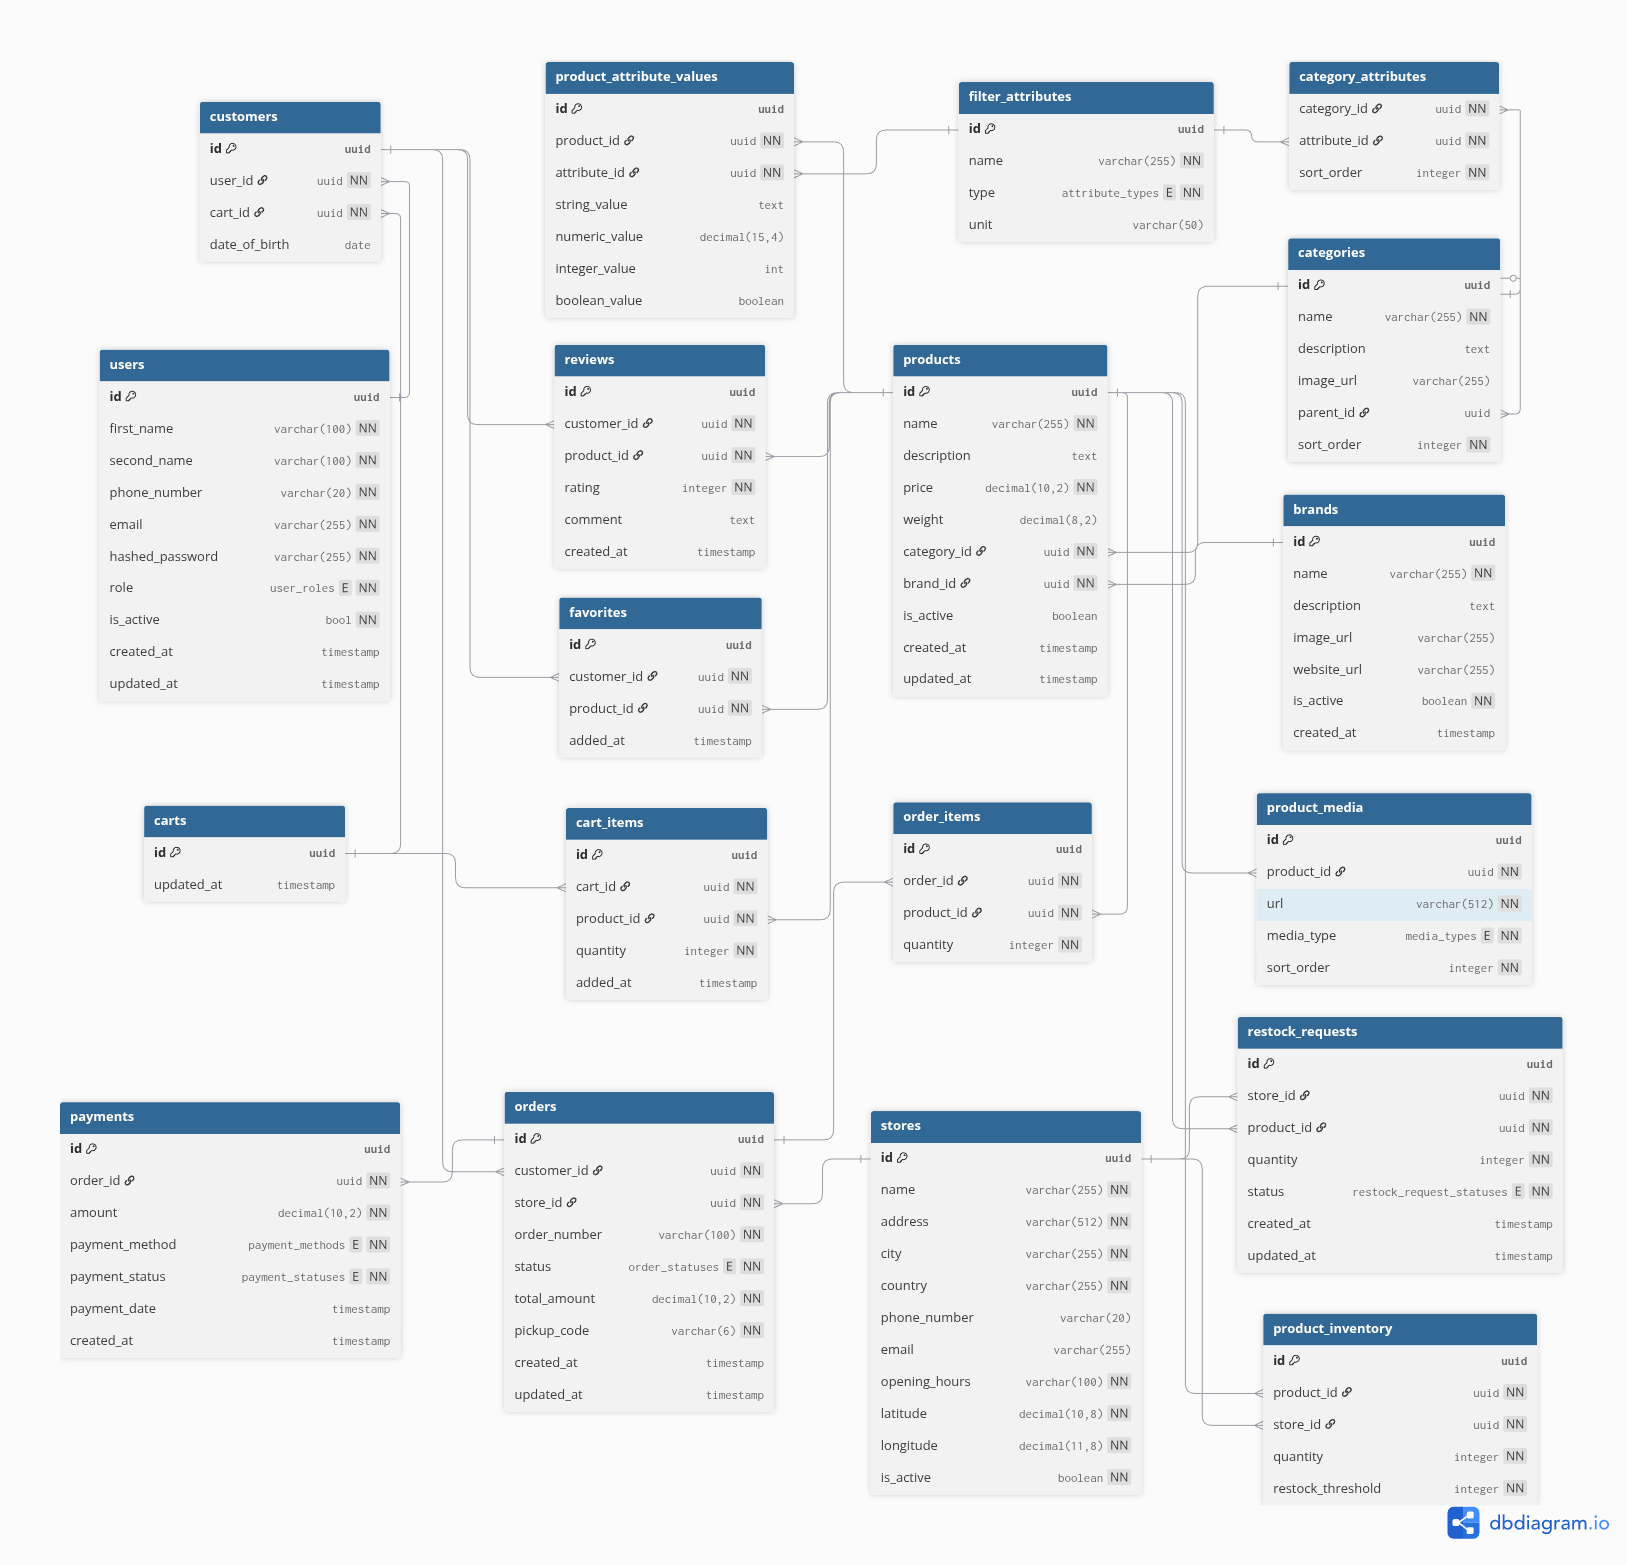 customers
id uuid
user_id uuid NN
cart_id uuid NN
date_of_birth date
product_attribute_values
id uuid
product_id uuid NN
attribute_id uuid NN
string_value text
numeric_value decimal(15,4)
integer_value int
boolean_value boolean
filter_attributes
id uuid
name varchar(255) NN
type attribute_types E NN
unit varchar(50)
category_attributes
category_id uuid NN
attribute_id uuid NN
sort_order integer NN
categories
id uuid
name varchar(255) NN
description text
image_url varchar(255)
parent_id uuid
sort_order integer NN
users
id uuid
first_name varchar(100) NN
second_name varchar(100) NN
phone_number varchar(20) NN
email varchar(255) NN
hashed_password varchar(255) NN
role user_roles E NN
is_active bool NN
created_at timestamp
updated_at timestamp
reviews
id uuid
customer_id uuid NN
product_id uuid NN
rating integer NN
comment text
created_at timestamp
products
id uuid
name varchar(255) NN
description text
price decimal(10,2) NN
weight decimal(8,2)
category_id uuid NN
brand_id uuid NN
is_active boolean
created_at timestamp
updated_at timestamp
brands
id uuid
name varchar(255) NN
description text
image_url varchar(255)
website_url varchar(255)
is_active boolean NN
created_at timestamp
favorites
id uuid
customer_id uuid NN
product_id uuid NN
added_at timestamp
carts
id uuid
updated_at timestamp
cart_items
id uuid
cart_id uuid NN
product_id uuid NN
quantity integer NN
added_at timestamp
order_items
id uuid
order_id uuid NN
product_id uuid NN
quantity integer NN
product_media
id uuid
product_id uuid NN
url varchar(512) NN
media_type media_types E NN
sort_order integer NN
restock_requests
id uuid
store_id uuid NN
product_id uuid NN
quantity integer NN
status restock_request_statuses E NN
created_at timestamp
updated_at timestamp
payments
id uuid
order_id uuid NN
amount decimal(10,2) NN
payment_method payment_methods E NN
payment_status payment_statuses E NN
payment_date timestamp
created_at timestamp
orders
id uuid
customer_id uuid NN
store_id uuid NN
order_number varchar(100) NN
status order_statuses E NN
total_amount decimal(10,2) NN
pickup_code varchar(6) NN
created_at timestamp
updated_at timestamp
stores
id uuid
name varchar(255) NN
address varchar(512) NN
city varchar(255) NN
country varchar(255) NN
phone_number varchar(20)
email varchar(255)
opening_hours varchar(100) NN
latitude decimal(10,8) NN
longitude decimal(11,8) NN
is_active boolean NN
product_inventory
id uuid
product_id uuid NN
store_id uuid NN
quantity integer NN
restock_threshold integer NN
dbdiagram.io